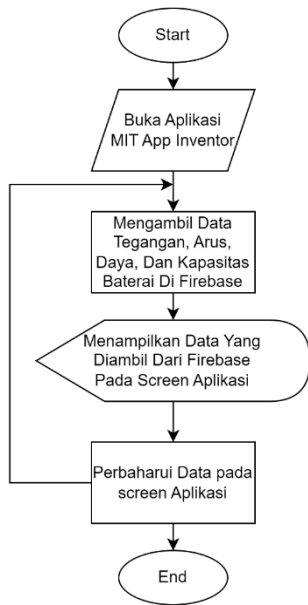 Start
Buka Aplikasi
MIT App Inventor
Mengambil Data
Tegangan, Arus,
Daya, Dan Kapasitas
Baterai Di Firebase
Menampilkan Data Yang
Diambil Dari Firebase
Pada Screen Aplikasi
Perbaharui Data pada
screen Aplikasi
End